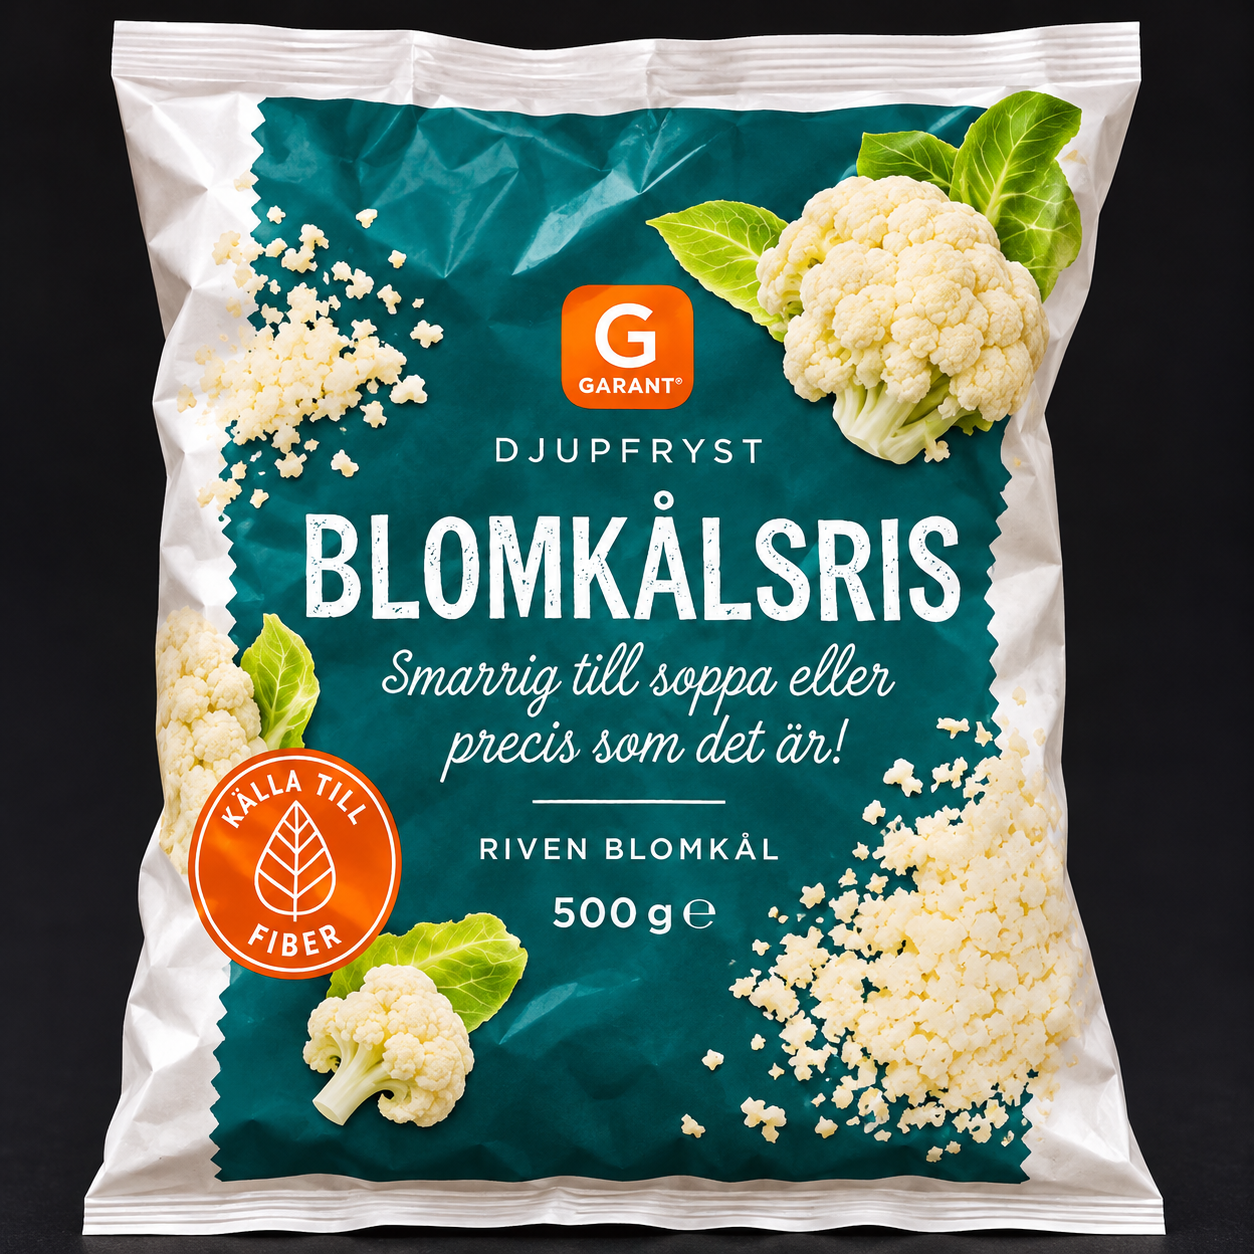 G
GARANT®
DJUPFRYST
BLOMKÅLSRIS
Smarrig till soppa eller
precis som det är!
RIVEN BLOMKÅL
500 g ℮
KÄLLA TILL
FIBER